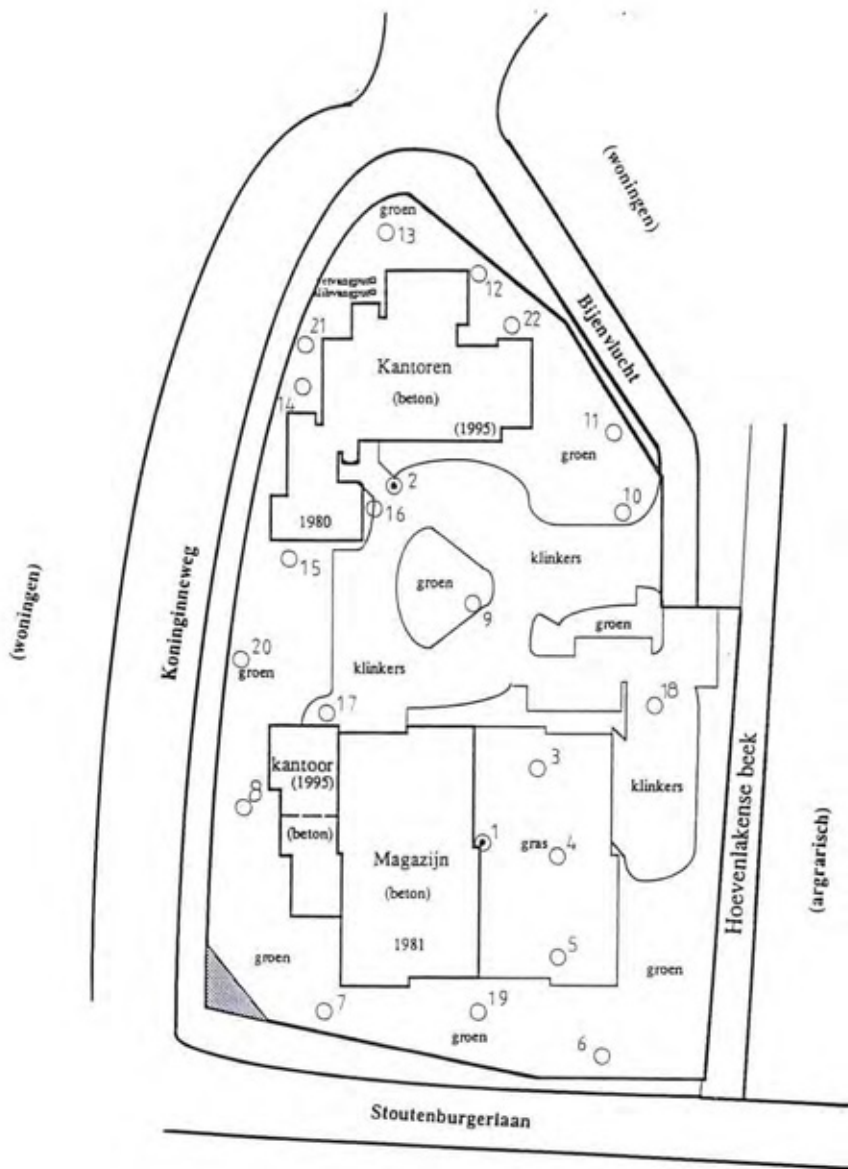 groen
13
12
(woningen)
21
22
Bijenvlucht
Kantoren
(beton)
(1995)
14
11
groen
2
10
16
1980
klinkers
15
groen
9
groen
(woningen)
Koninginneweg
20
groen
klinkers
17
18
kantoor
(1995)
3
klinkers
8
(beton)
1
gras
4
Magazijn
(beton)
Hoevenlakense beek
(argrarisch)
1981
5
groen
groen
7
19
groen
6
Stoutenburgerlaan